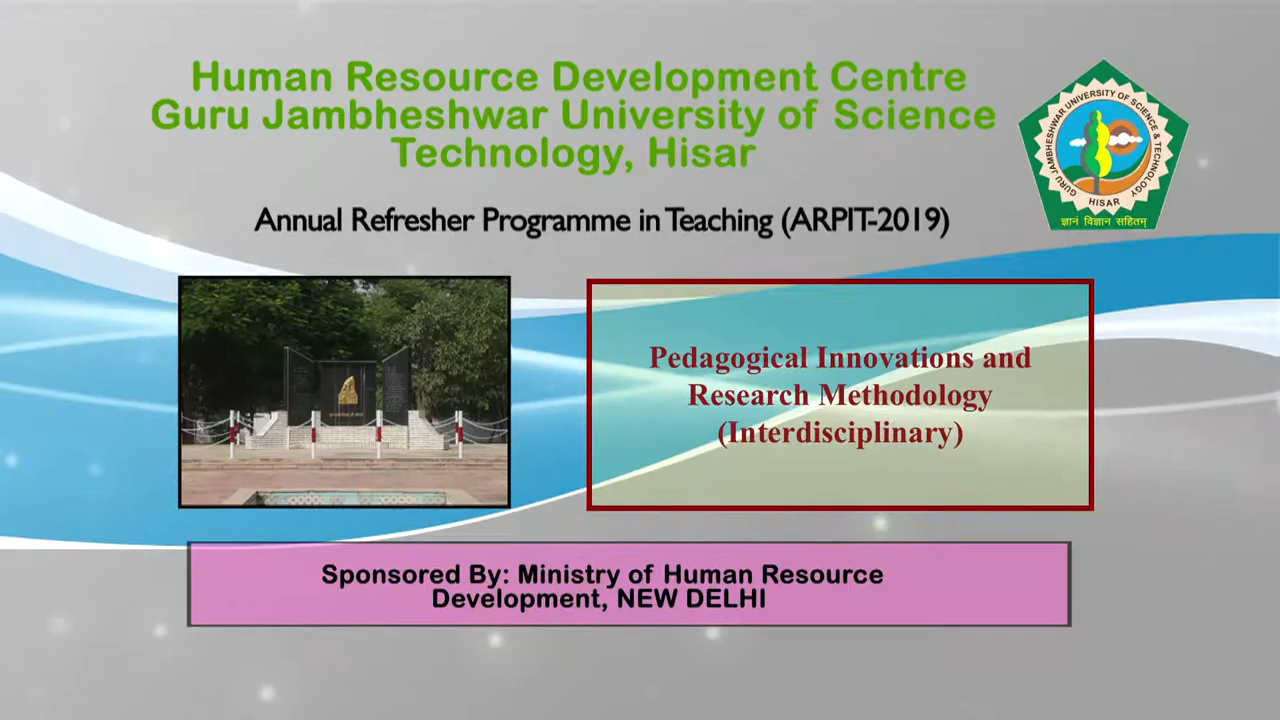 Human Resource Development Centre
Guru Jambheshwar University of Science
Technology, Hisar
GURU JAMBHESHWAR UNIVERSITY OF SCIENCE & TECHNOLOGY
HISAR
ज्ञानं विज्ञान सहितम्
Annual Refresher Programme in Teaching (ARPIT-2019)
Pedagogical Innovations and
Research Methodology
(Interdisciplinary)
Sponsored By: Ministry of Human Resource
Development, NEW DELHI